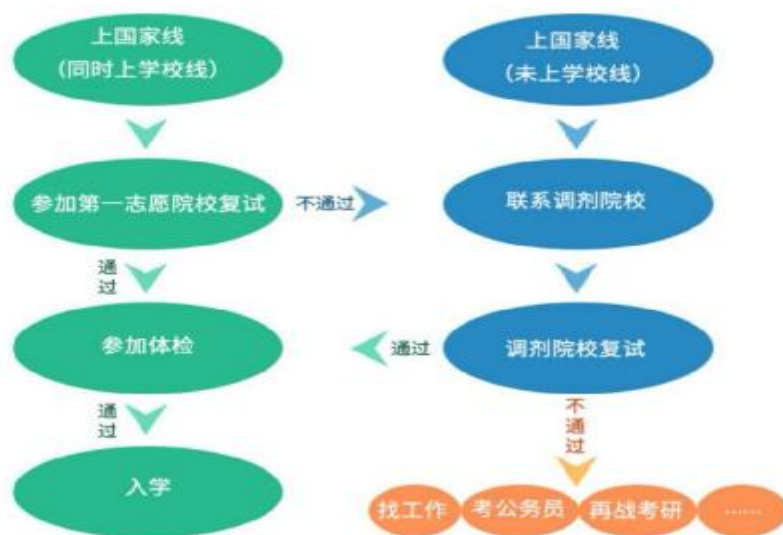 上国家线
(同时上学校线)
上国家线
(未上学校线)
参加第一志愿院校复试
不通过
联系调剂院校
通
过
参加体检
通过
调剂院校复试
通
过
不
通
过
入学
找工作
考公务员
再战考研
......